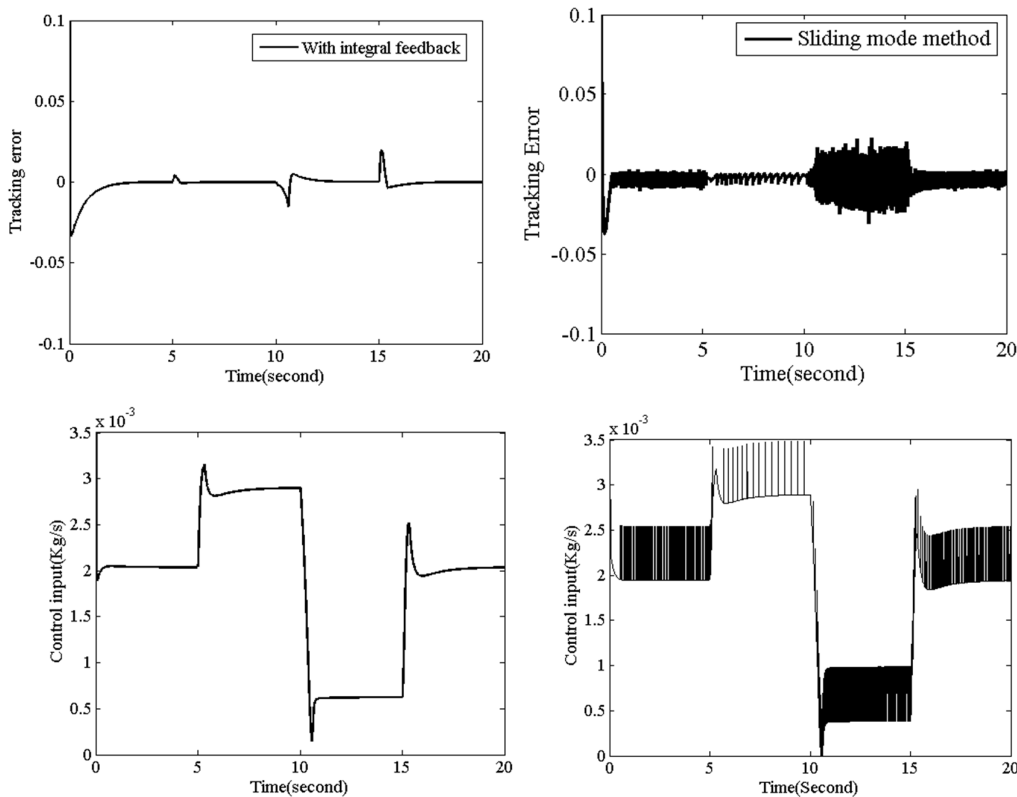 0.1
0.05
0
-0.05
-0.1
Tracking error
With integral feedback
0 5 10 15 20
Time(second)
0.1
0.05
0
-0.05
-0.1
Tracking Error
Sliding mode method
0 5 10 15 20
Time(second)
x 10-3
3.5
3
2.5
2
1.5
1
0.5
0
Control input(Kg/s)
0 5 10 15 20
Time(second)
x 10-3
3.5
3
2.5
2
1.5
1
0.5
0
Control input(Kg/s)
0 5 10 15 20
Time(Second)